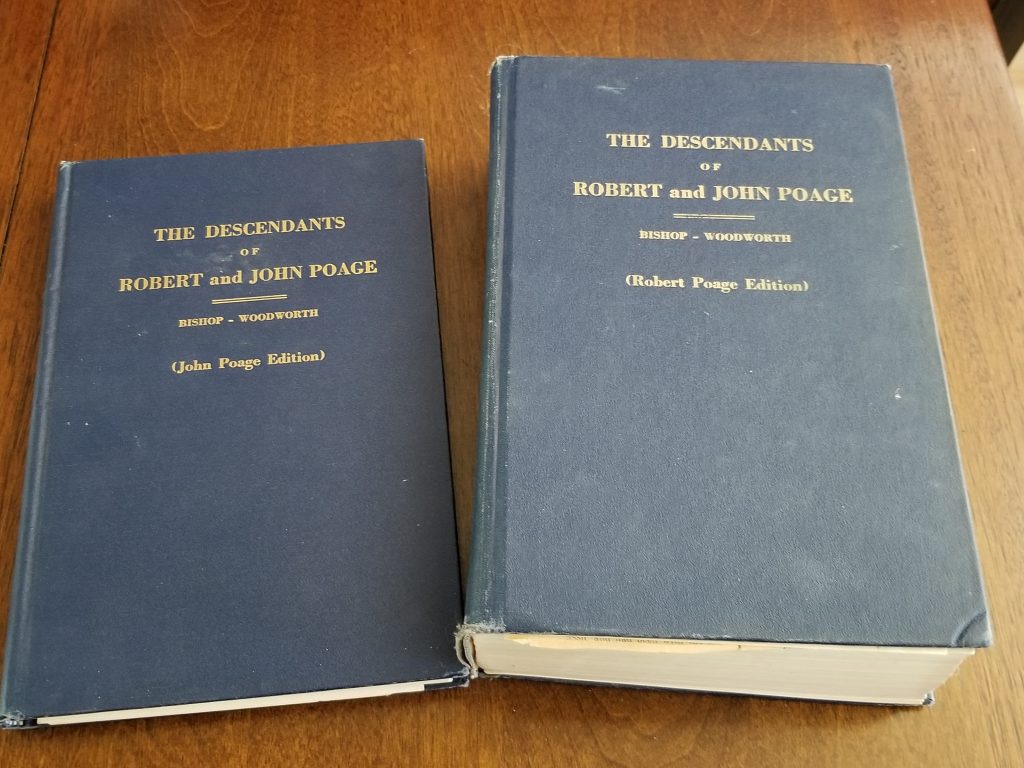 THE DESCENDANTS
OF
ROBERT and JOHN POAGE
BISHOP - WOODWORTH
(John Poage Edition)
THE DESCENDANTS
OF
ROBERT and JOHN POAGE
BISHOP - WOODWORTH
(Robert Poage Edition)